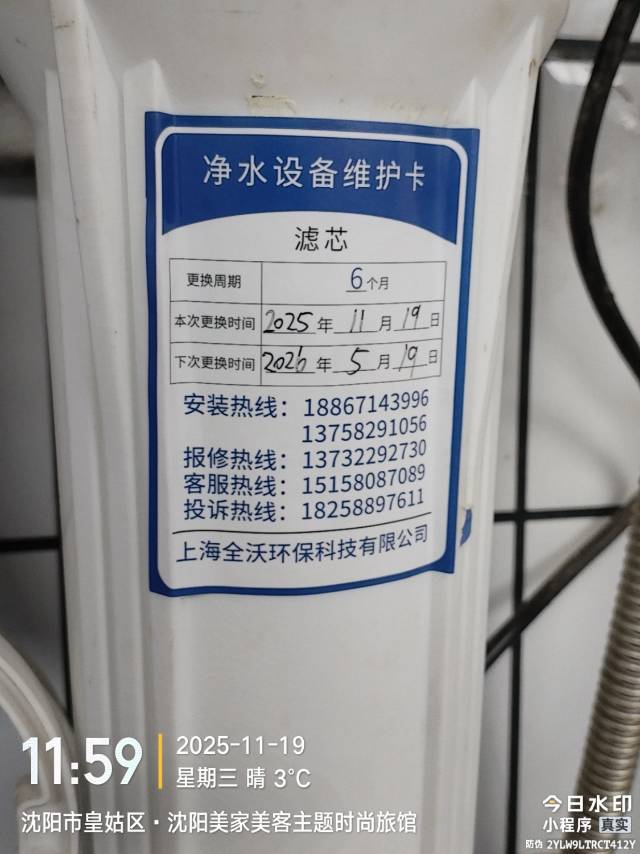 净水设备维护卡
滤芯
更换周期 6个月
本次更换时间 2025年 11月 19日
下次更换时间 2026年 5月 19日
安装热线：18867143996
13758291056
报修热线：13732292730
客服热线：15158087089
投诉热线：18258897611
上海全沃环保科技有限公司
11:59
2025-11-19
星期三 晴 3℃
沈阳市皇姑区·沈阳美家美客主题时尚旅馆
今日水印
小程序 真实
防伪 2YLW9LTRCT412Y